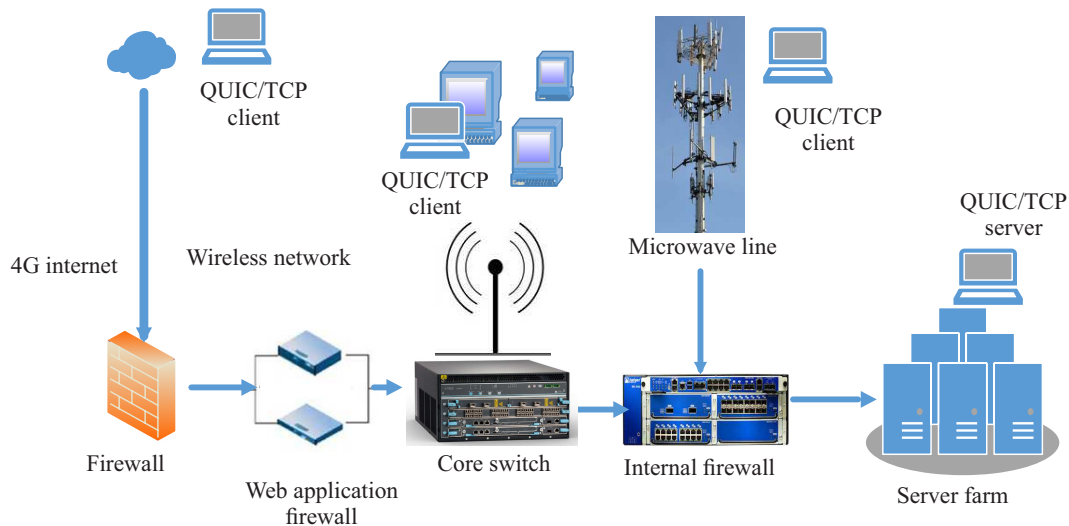 QUIC/TCP
client
QUIC/TCP
client
QUIC/TCP
client
QUIC/TCP
server
4G internet
Wireless network
Microwave line
Firewall
Web application
firewall
Core switch
Internal firewall
Server farm